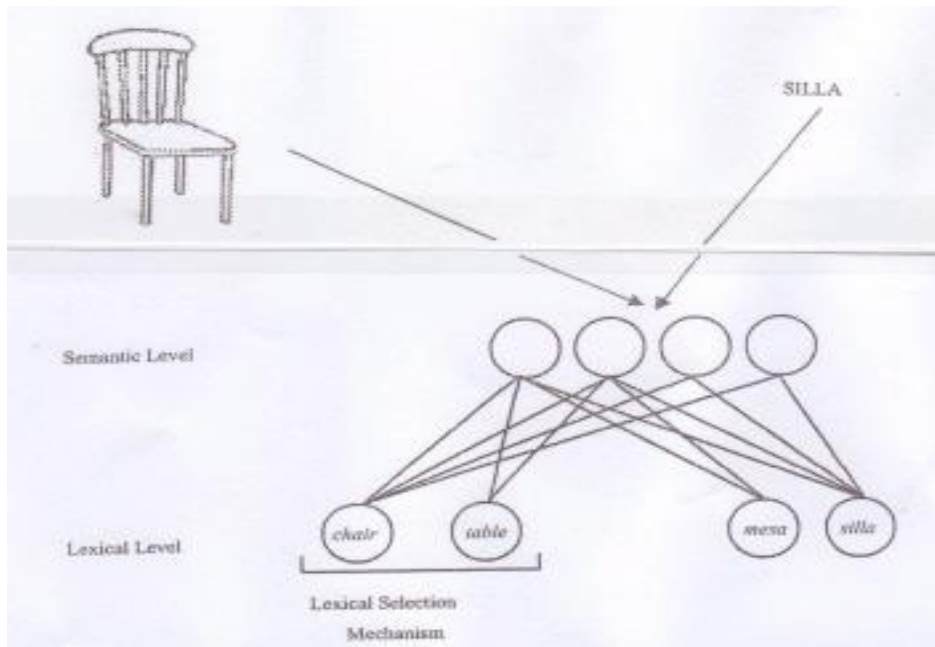 SILLA
Semantic Level
Lexical Level
chair
table
mesa
silla
Lexical Selection
Mechanism